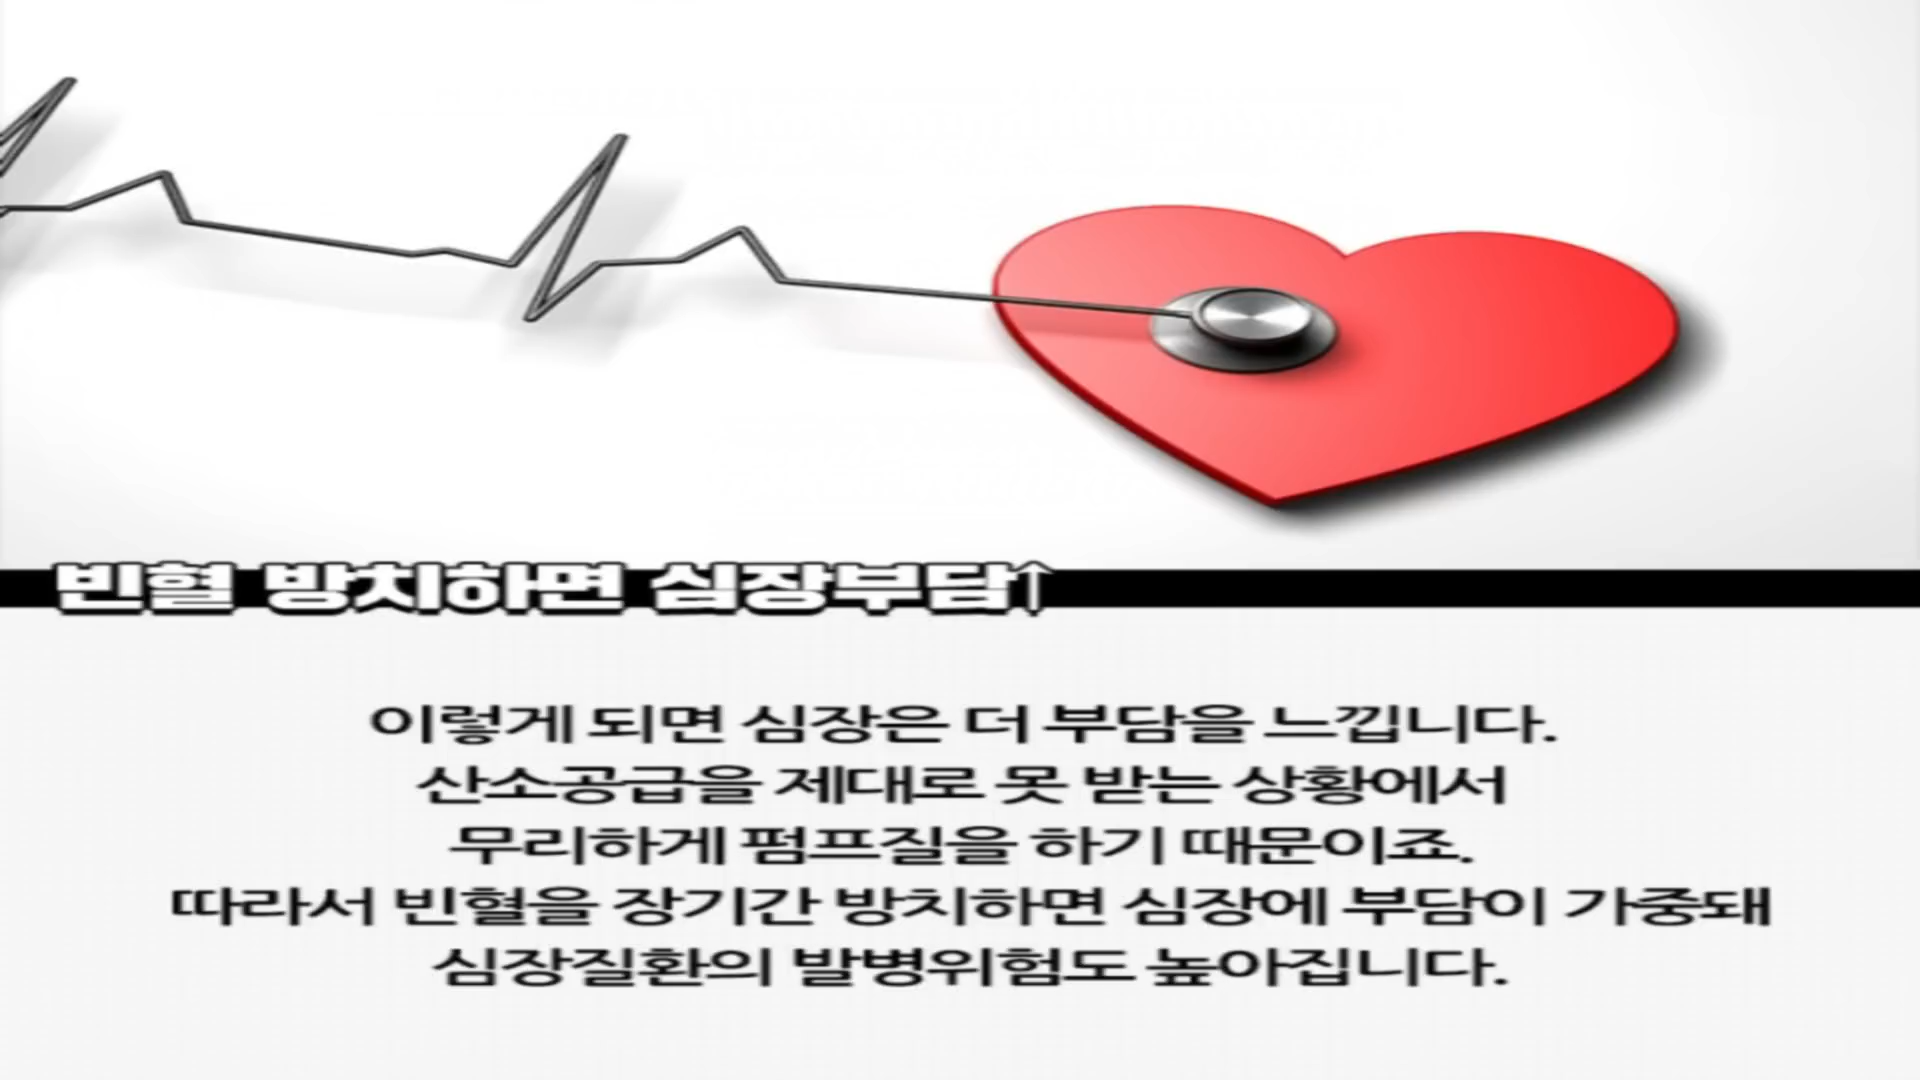 빈혈 방치하면 심장부담↑
이렇게 되면 심장은 더 부담을 느낍니다.
산소공급을 제대로 못 받는 상황에서
무리하게 펌프질을 하기 때문이죠.
따라서 빈혈을 장기간 방치하면 심장에 부담이 가중돼
심장질환의 발병위험도 높아집니다.